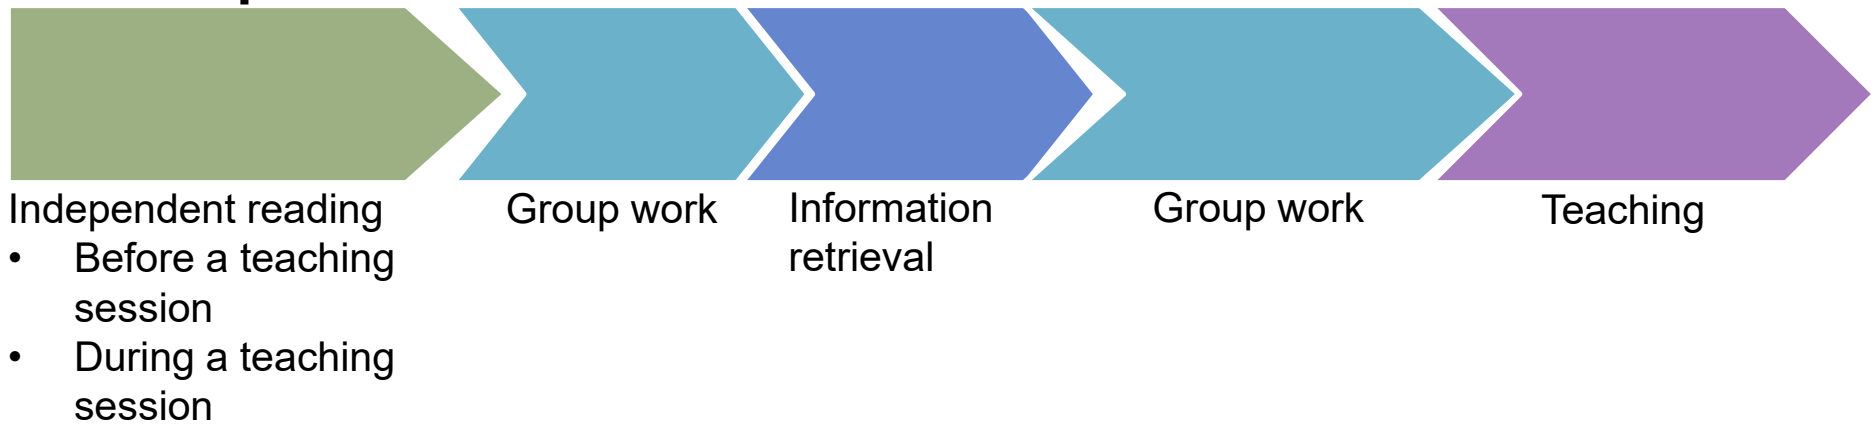 Independent reading
• Before a teaching
session
• During a teaching
session
Group work
Information
retrieval
Group work
Teaching